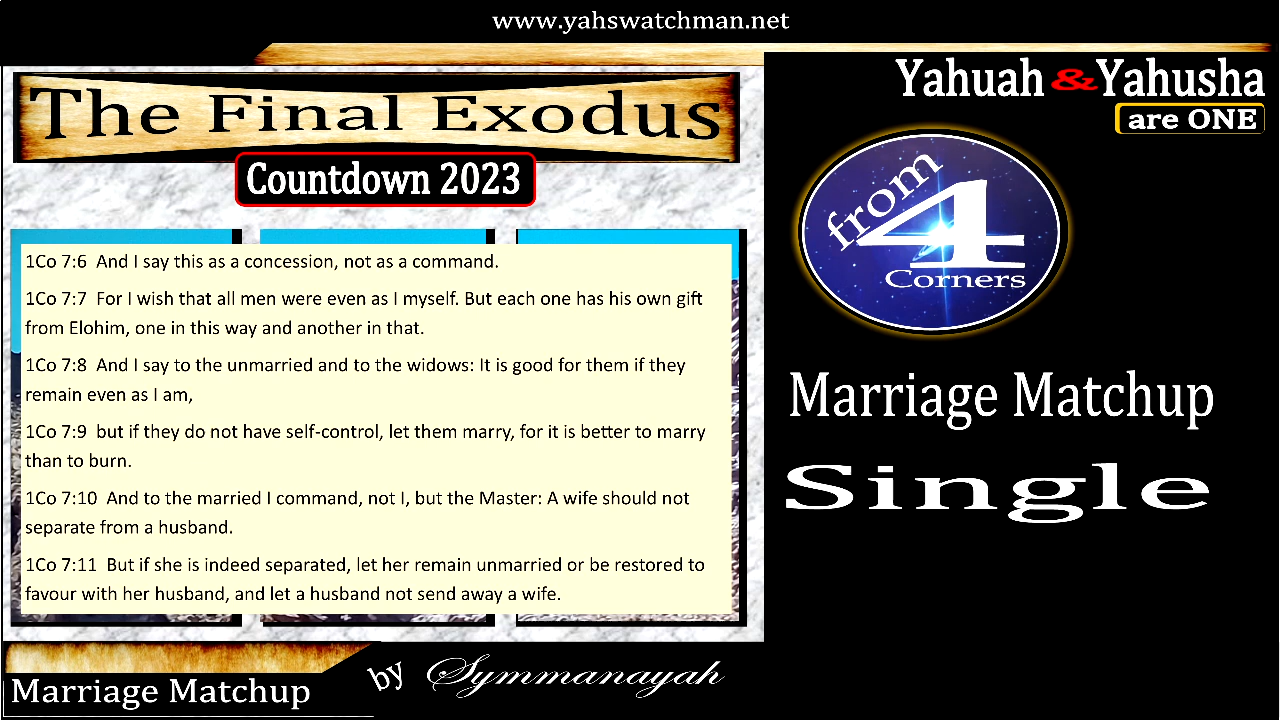 www.yahswatchman.net
The Final Exodus
Countdown 2023
1Co 7:6 And I say this as a concession, not as a command.
1Co 7:7 For I wish that all men were even as I myself. But each one has his own gift
from Elohim, one in this way and another in that.
1Co 7:8 And I say to the unmarried and to the widows: It is good for them if they
remain even as I am,
1Co 7:9 but if they do not have self-control, let them marry, for it is better to marry
than to burn.
1Co 7:10 And to the married I command, not I, but the Master: A wife should not
separate from a husband.
1Co 7:11 But if she is indeed separated, let her remain unmarried or be restored to
favour with her husband, and let a husband not send away a wife.
Yahuah & Yahusha
are ONE
from
4
Corners
Marriage Matchup
Single
Marriage Matchup
by Symmanayah